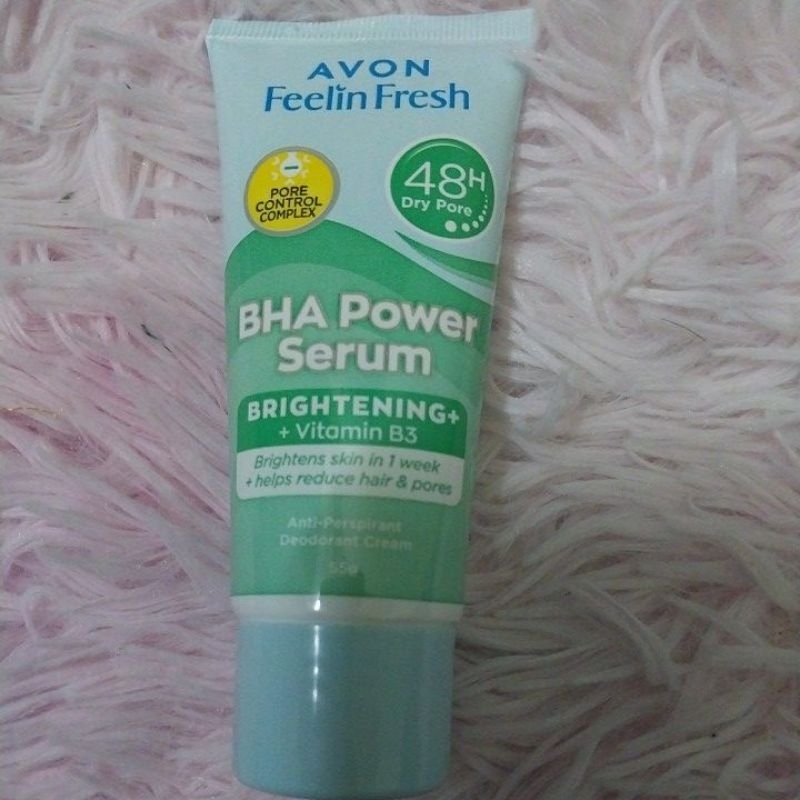 AVON
Feelin Fresh
PORE
CONTROL
COMPLEX
48H
Dry Pore
BHA Power
Serum
BRIGHTENING+
+ Vitamin B3
Brightens skin in 1 week
+ helps reduce hair & pores
Anti-Perspirant
Deodorant Cream
55g